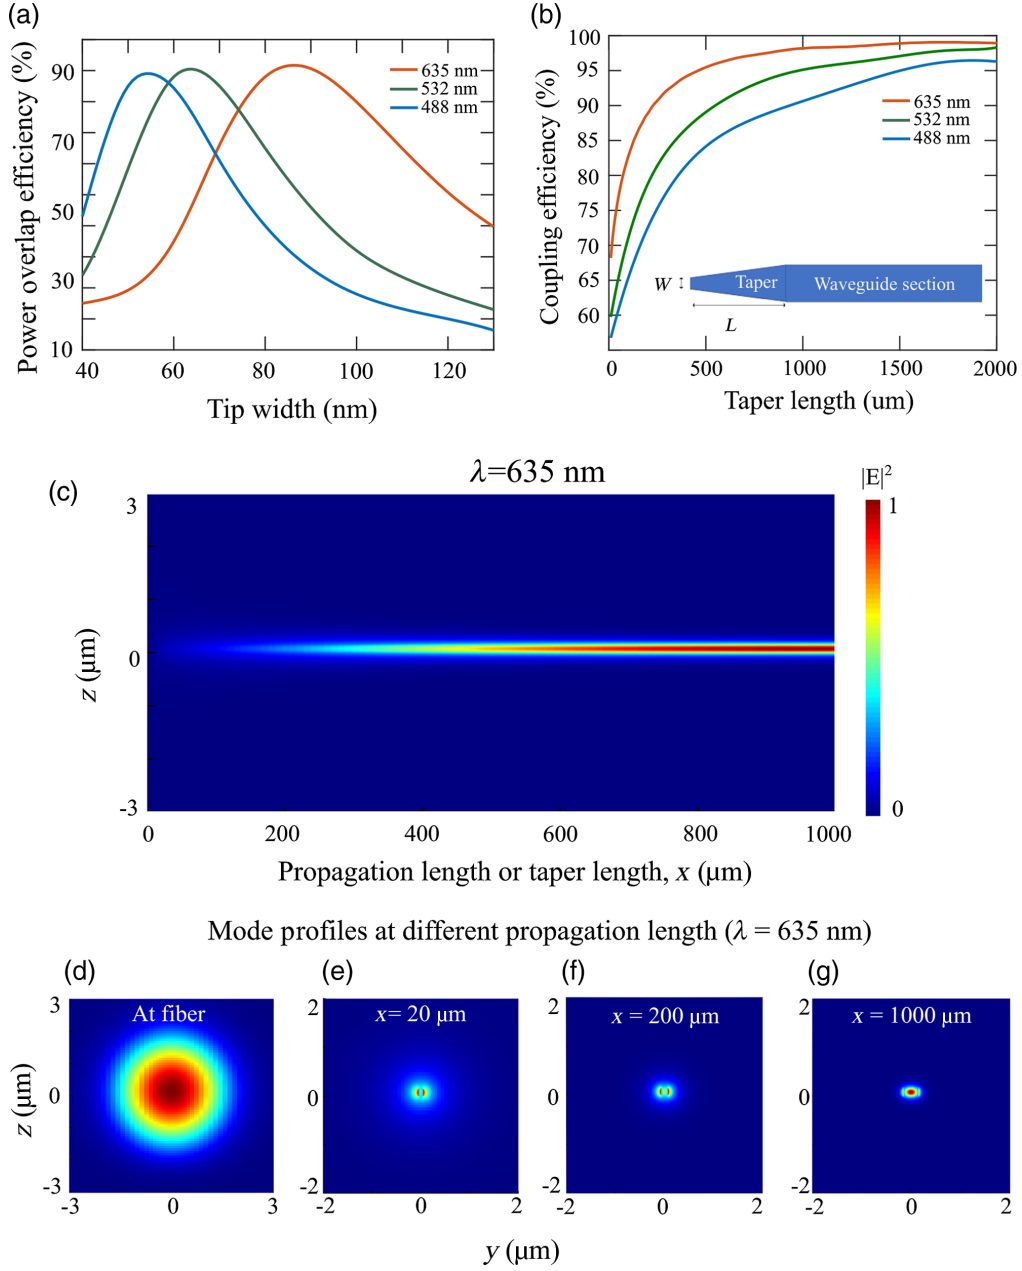 (a)
Power overlap efficiency (%)
90
70
50
30
10
40
60
80
100
120
Tip width (nm)
635 nm
532 nm
488 nm
(b)
Coupling efficiency (%)
100
95
90
85
80
75
70
65
60
0
500
1000
1500
2000
Taper length (um)
635 nm
532 nm
488 nm
W
Taper
Waveguide section
L
(c)
λ=635 nm
|E|²
1
0
z (μm)
3
0
-3
0
200
400
600
800
1000
Propagation length or taper length, x (μm)
Mode profiles at different propagation length (λ = 635 nm)
(d)
At fiber
z (μm)
3
0
-3
-3
0
3
(e)
x= 20 μm
2
0
-2
-2
0
2
(f)
x = 200 μm
2
0
-2
-2
0
2
(g)
x = 1000 μm
2
0
-2
-2
0
2
y (μm)